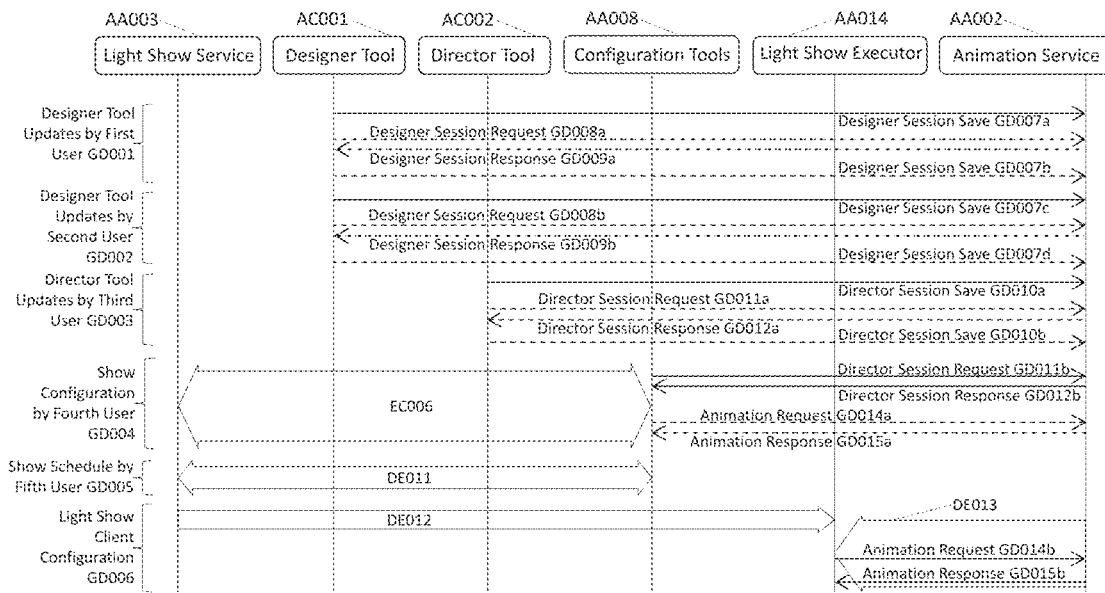 AA003
AC001
AC002
AA008
AA014
AA002
Light Show Service
Designer Tool
Director Tool
Configuration Tools
Light Show Executor
Animation Service
Designer Tool
Updates by First
User GD001
Designer Session Save GD007a
Designer Session Request GD008a
Designer Session Response GD009a
Designer Session Save GD007b
Designer Tool
Updates by
Second User
GD002
Designer Session Save GD007c
Designer Session Request GD008b
Designer Session Response GD009b
Designer Session Save GD007d
Director Tool
Updates by Third
User GD003
Director Session Save GD010a
Director Session Request GD011a
Director Session Response GD012a
Director Session Save GD010b
Show
Configuration
by Fourth User
GD004
EC006
Director Session Request GD011b
Director Session Response GD012b
Animation Request GD014a
Animation Response GD015a
Show Schedule by
Fifth User GD005
DE011
Light Show
Client
Configuration
GD006
DE012
DE013
Animation Request GD014b
Animation Response GD015b